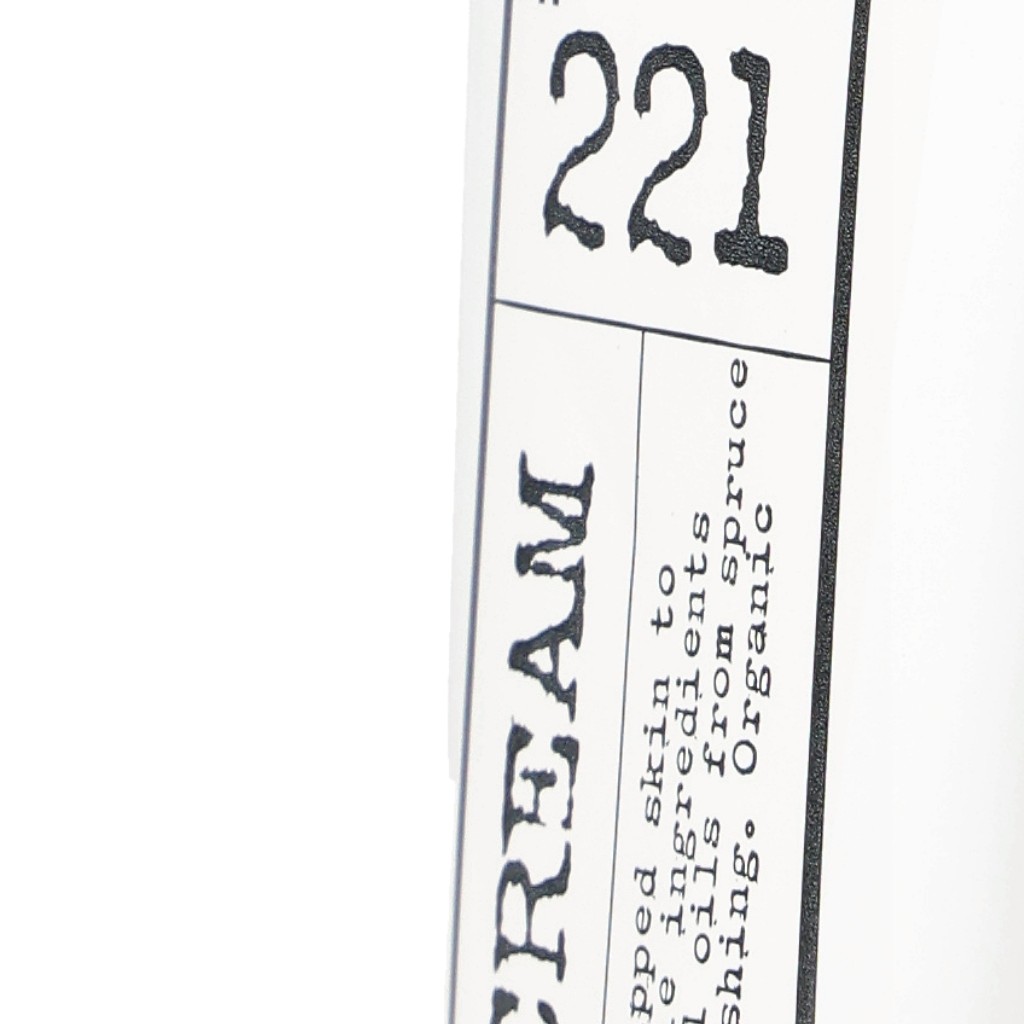 221
CREAM
pped skin to
e ingredients
l oils from spruce
shing. Organic